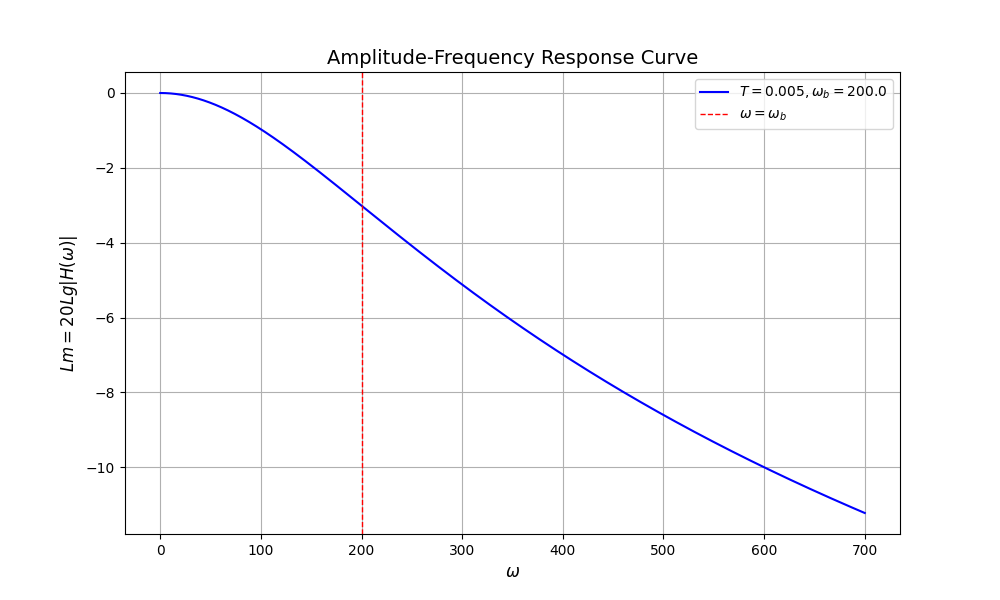 Amplitude-Frequency Response Curve
T = 0.005, ω_b = 200.0
ω = ω_b
Lm = 20Lg|H(ω)|
0
−2
−4
−6
−8
−10
0 100 200 300 400 500 600 700
ω